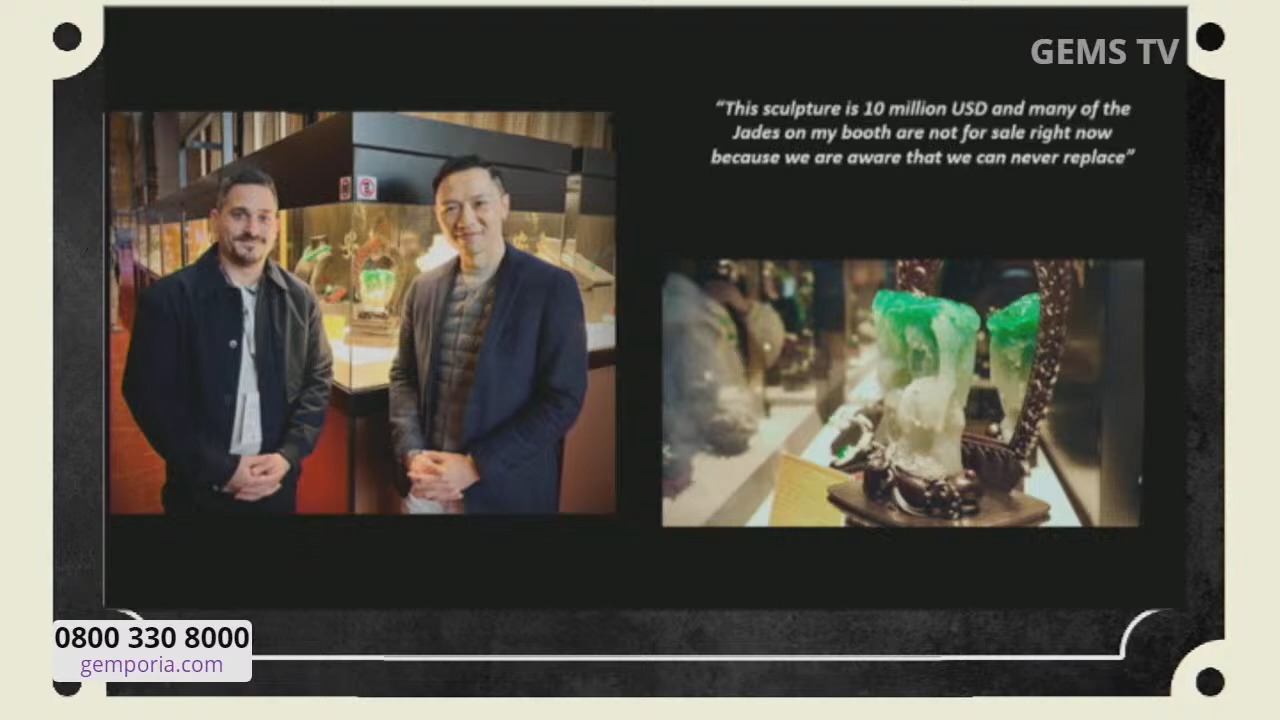 GEMS TV
“This sculpture is 10 million USD and many of the
Jades on my booth are not for sale right now
because we are aware that we can never replace”
0800 330 8000
gemporia.com